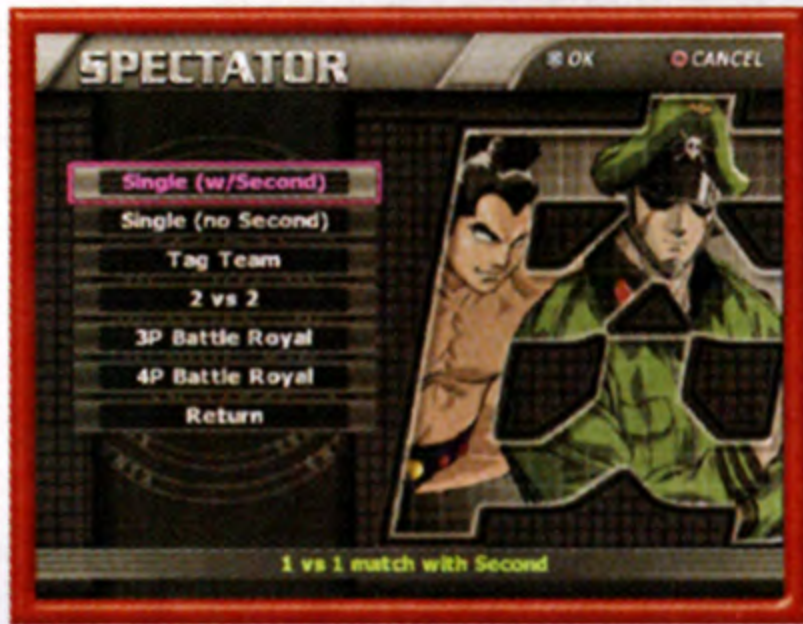 SPECTATOR
OK
CANCEL
Single (w/Second)
Single (no Second)
Tag Team
2 vs 2
3P Battle Royal
4P Battle Royal
Return
1 vs 1 match with Second